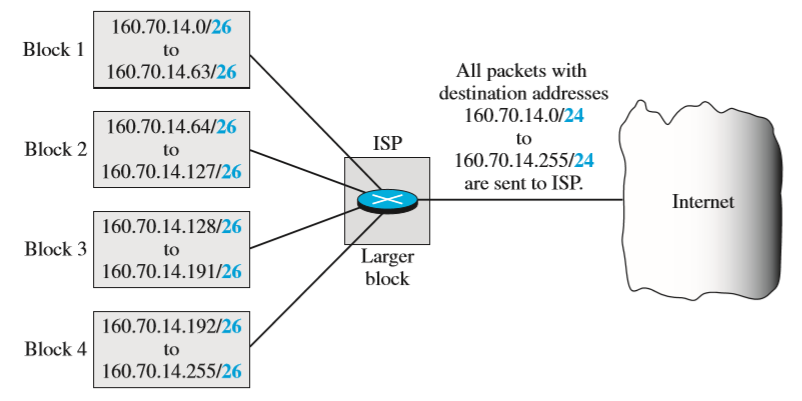 Block 1
160.70.14.0/26
to
160.70.14.63/26
Block 2
160.70.14.64/26
to
160.70.14.127/26
Block 3
160.70.14.128/26
to
160.70.14.191/26
Block 4
160.70.14.192/26
to
160.70.14.255/26
ISP
Larger
block
All packets with
destination addresses
160.70.14.0/24
to
160.70.14.255/24
are sent to ISP.
Internet